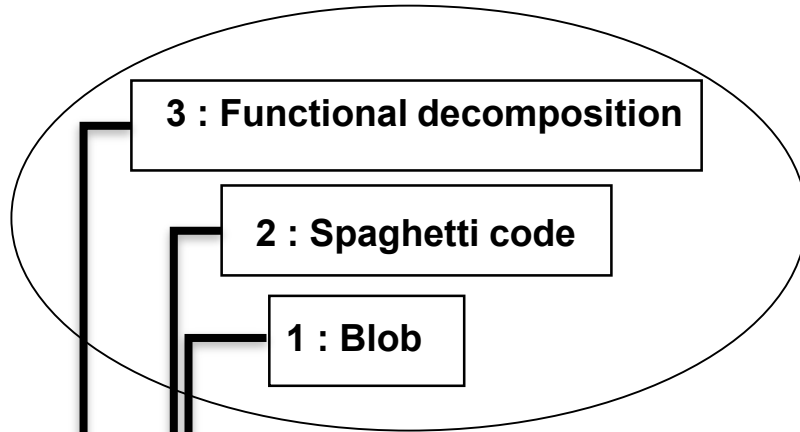 3 : Functional decomposition
2 : Spaghetti code
1 : Blob